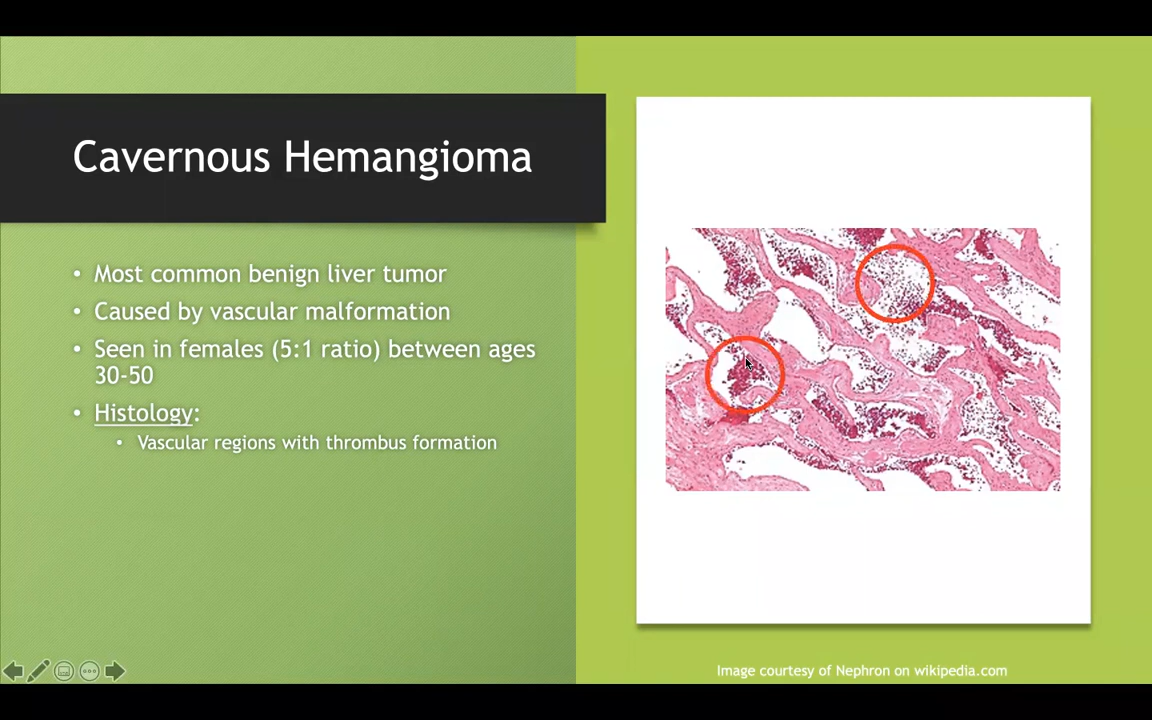 Cavernous Hemangioma
• Most common benign liver tumor
• Caused by vascular malformation
• Seen in females (5:1 ratio) between ages
30-50
• Histology:
• Vascular regions with thrombus formation
Image courtesy of Nephron on wikipedia.com